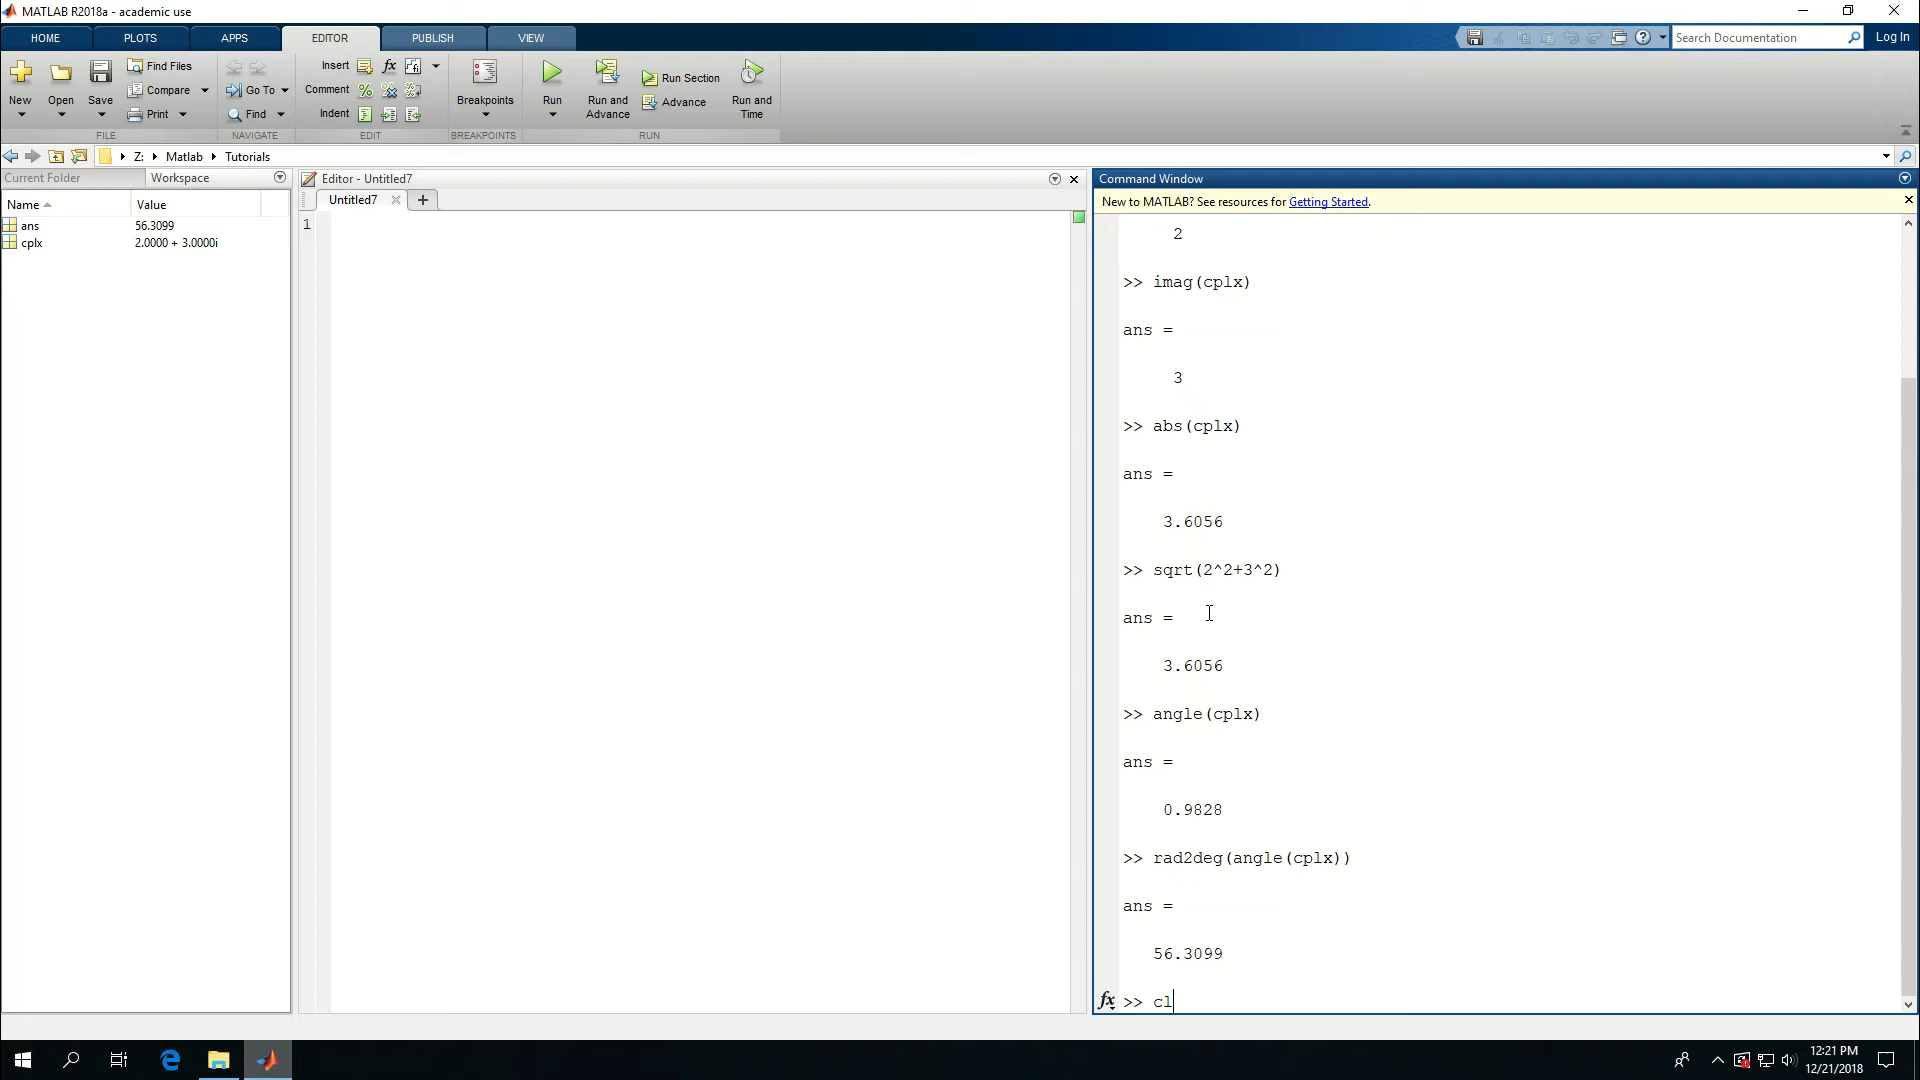 MATLAB R2018a - academic use
HOME PLOTS APPS EDITOR PUBLISH VIEW Search Documentation Log In
New Open Save Find Files Compare Print
Go To Find
Insert fx
Comment
Indent
Breakpoints Run Run and Advance Run Section Advance Run and Time
FILE NAVIGATE EDIT BREAKPOINTS RUN
Z: Matlab Tutorials
Current Folder Workspace
Name Value
ans 56.3099
cplx 2.0000 + 3.0000i
Editor - Untitled7
Untitled7
1
Command Window
New to MATLAB? See resources for Getting Started.
2
>> imag(cplx)
ans =
3
>> abs(cplx)
ans =
3.6056
>> sqrt(2^2+3^2)
ans =
3.6056
>> angle(cplx)
ans =
0.9828
>> rad2deg(angle(cplx))
ans =
56.3099
fx >> cl
12:21 PM
12/21/2018